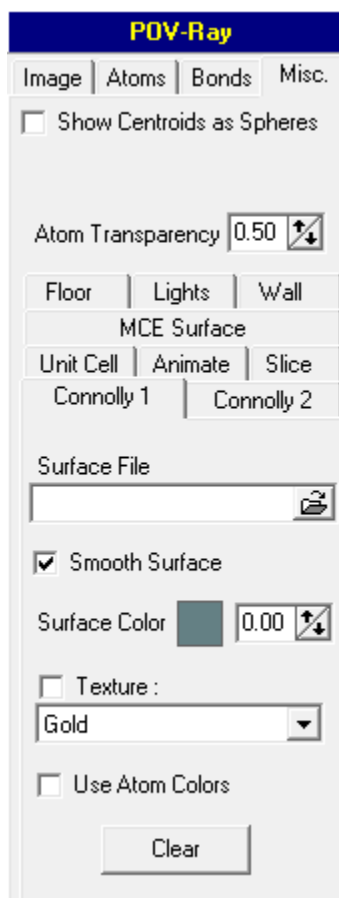 POV-Ray
Image Atoms Bonds Misc.
Show Centroids as Spheres
Atom Transparency 0.50
Floor Lights Wall
MCE Surface
Unit Cell Animate Slice
Connolly 1 Connolly 2
Surface File
Smooth Surface
Surface Color 0.00
Texture :
Gold
Use Atom Colors
Clear